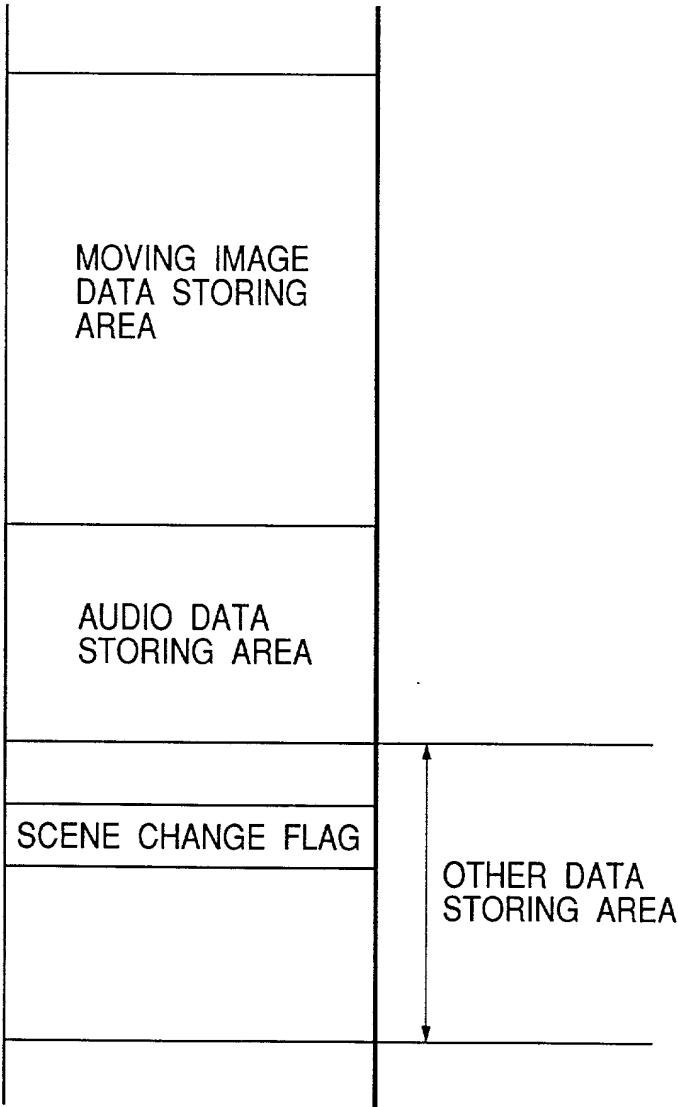 MOVING IMAGE
DATA STORING
AREA
AUDIO DATA
STORING AREA
SCENE CHANGE FLAG
OTHER DATA
STORING AREA